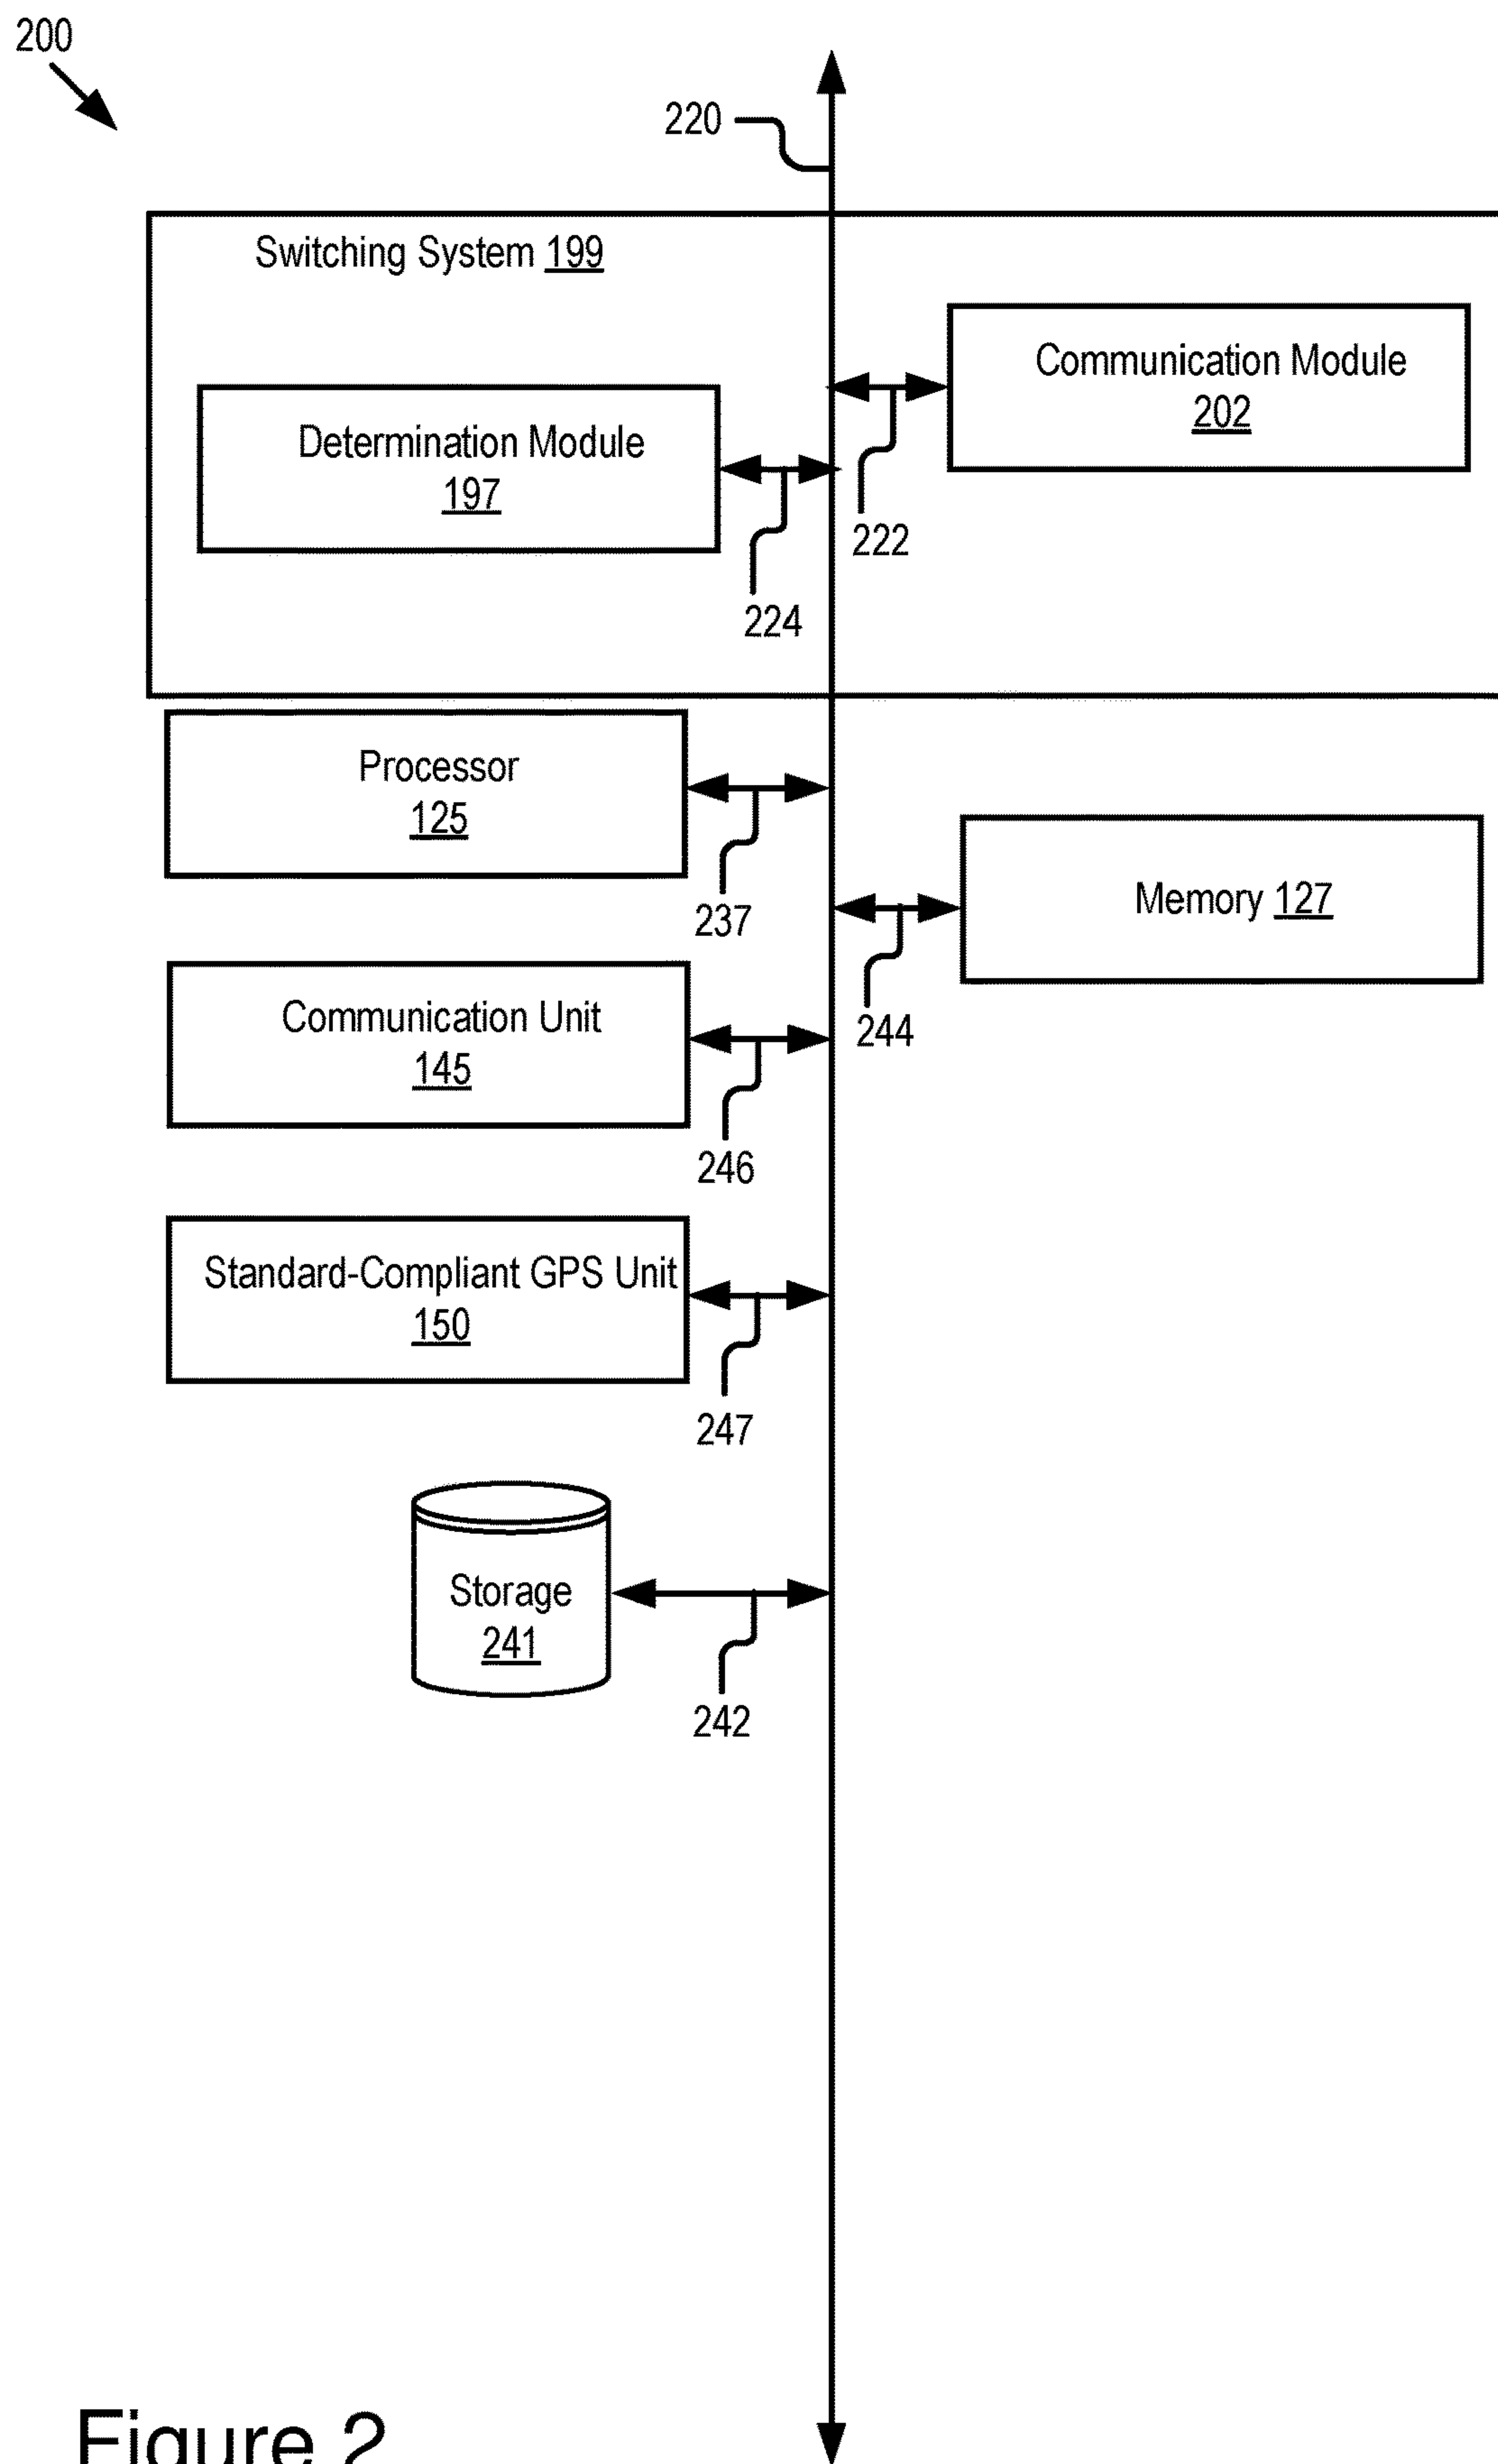 200
220
Switching System 199
Communication Module
202
Determination Module
197
222
224
Processor
125
Memory 127
237
Communication Unit
145
244
246
Standard-Compliant GPS Unit
150
247
Storage
241
242
Figure 2